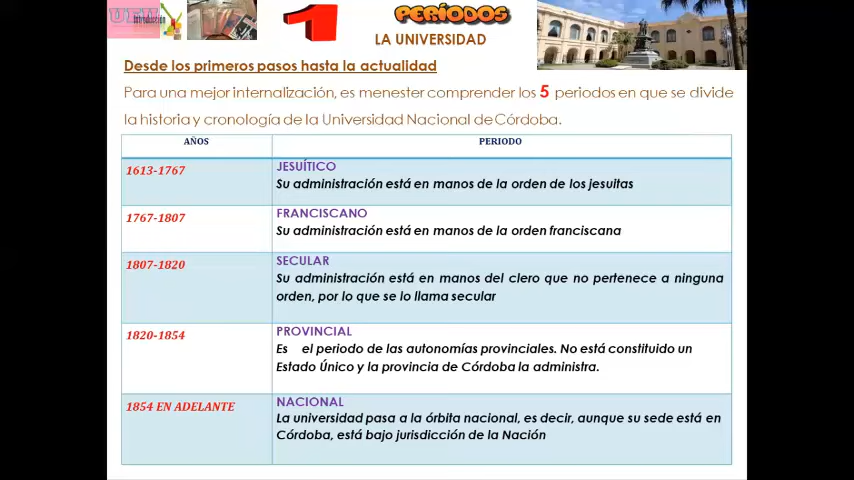 UFU
Introducción
1
PERÍODOS
LA UNIVERSIDAD
Desde los primeros pasos hasta la actualidad
Para una mejor internalización, es menester comprender los 5 periodos en que se divide
la historia y cronología de la Universidad Nacional de Córdoba.
AÑOS
PERIODO
1613-1767
JESUÍTICO
Su administración está en manos de la orden de los jesuitas
1767-1807
FRANCISCANO
Su administración está en manos de la orden franciscana
1807-1820
SECULAR
Su administración está en manos del clero que no pertenece a ninguna
orden, por lo que se lo llama secular
1820-1854
PROVINCIAL
Es el periodo de las autonomías provinciales. No está constituido un
Estado Único y la provincia de Córdoba la administra.
1854 EN ADELANTE
NACIONAL
La universidad pasa a la órbita nacional, es decir, aunque su sede está en
Córdoba, está bajo jurisdicción de la Nación